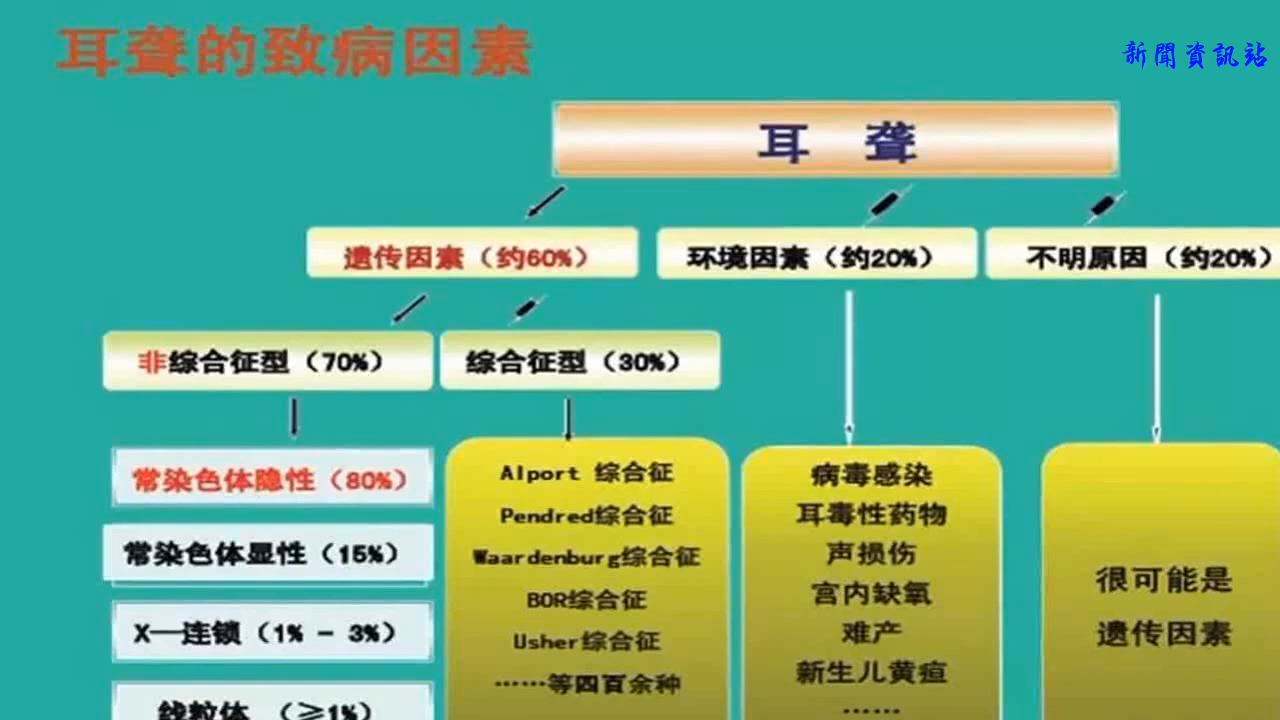 耳聋的致病因素
新聞資訊站
耳 聋
遗传因素（约60%）
环境因素（约20%）
不明原因（约20%）
非综合征型（70%）
综合征型（30%）
常染色体隐性（80%）
常染色体显性（15%）
X—连锁（1% - 3%）
线粒体 （≥1%）
Alport 综合征
Pendred综合征
Waardenburg综合征
BOR综合征
Usher综合征
……等四百余种
病毒感染
耳毒性药物
声损伤
宫内缺氧
难产
新生儿黄疸
……
很可能是
遗传因素